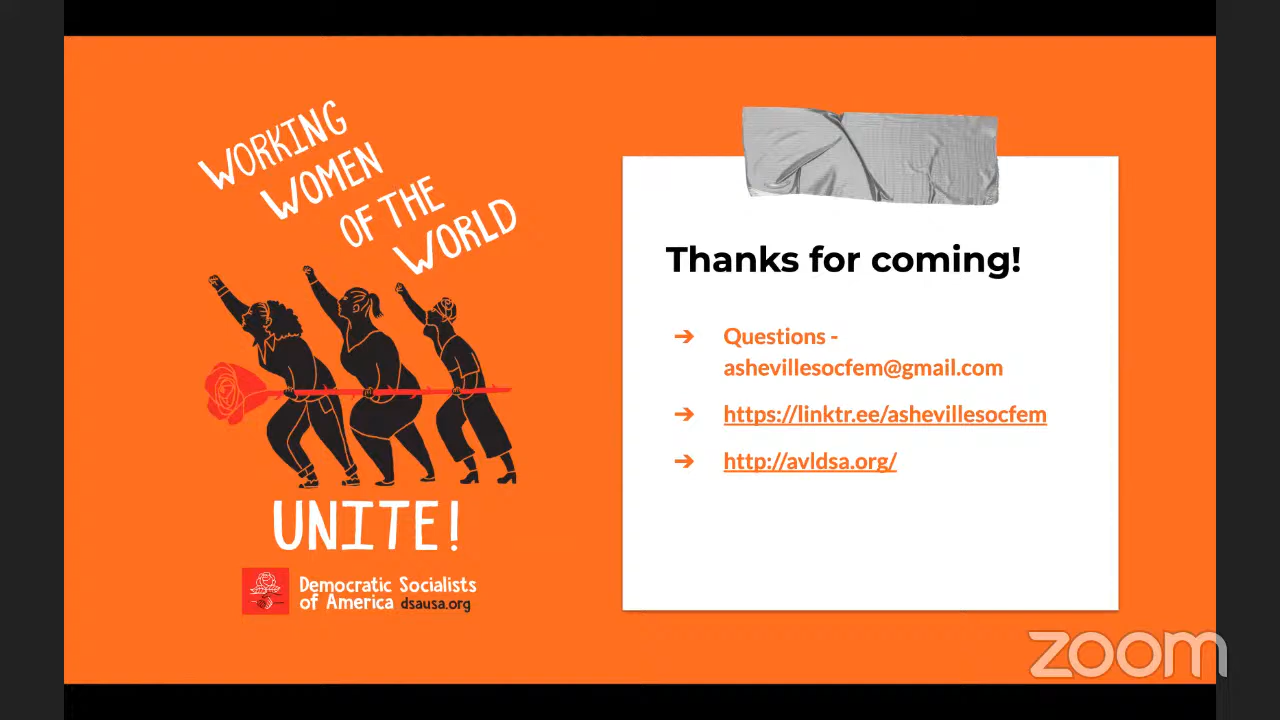 WORKING
WOMEN
OF THE
WORLD
UNITE!
Democratic Socialists
of America dsausa.org
Thanks for coming!
➔ Questions -
ashevillesocfem@gmail.com
➔ https://linktr.ee/ashevillesocfem
➔ http://avldsa.org/
zoom